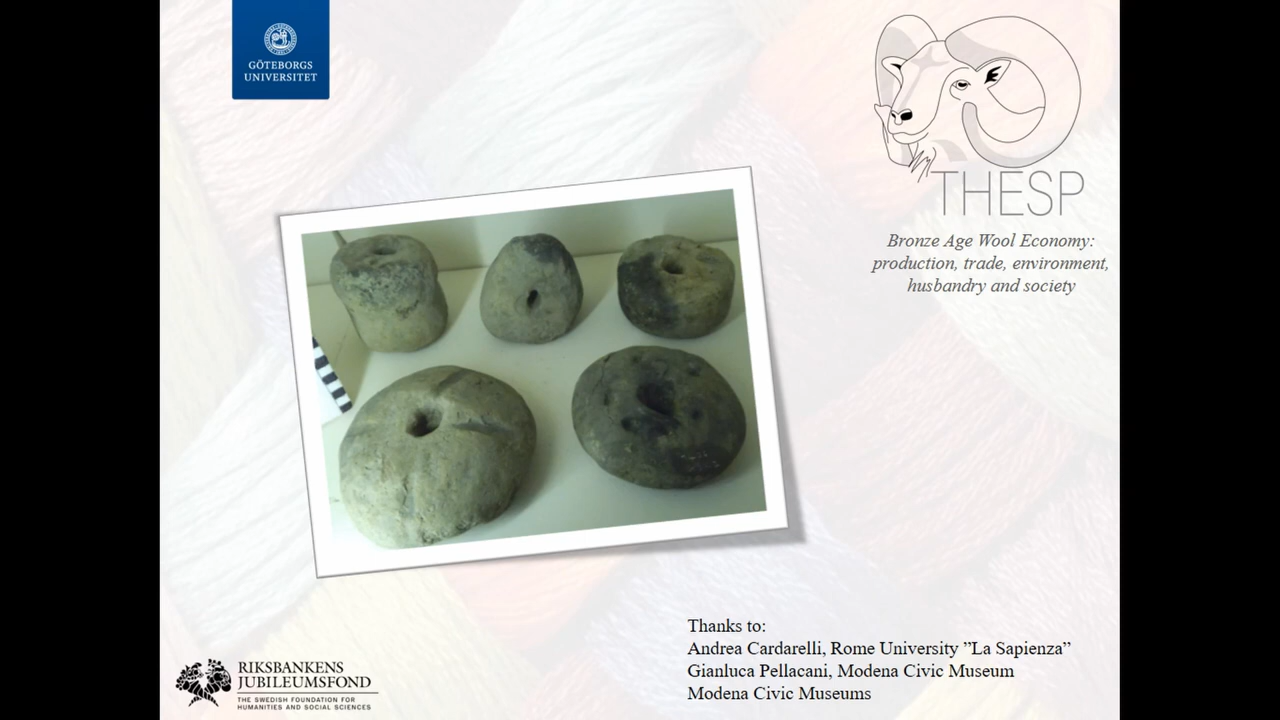 GÖTEBORGS
UNIVERSITET
THESP
Bronze Age Wool Economy:
production, trade, environment,
husbandry and society
Thanks to:
Andrea Cardarelli, Rome University ”La Sapienza”
Gianluca Pellacani, Modena Civic Museum
Modena Civic Museums
RIKSBANKENS
JUBILEUMSFOND
THE SWEDISH FOUNDATION FOR
HUMANITIES AND SOCIAL SCIENCES